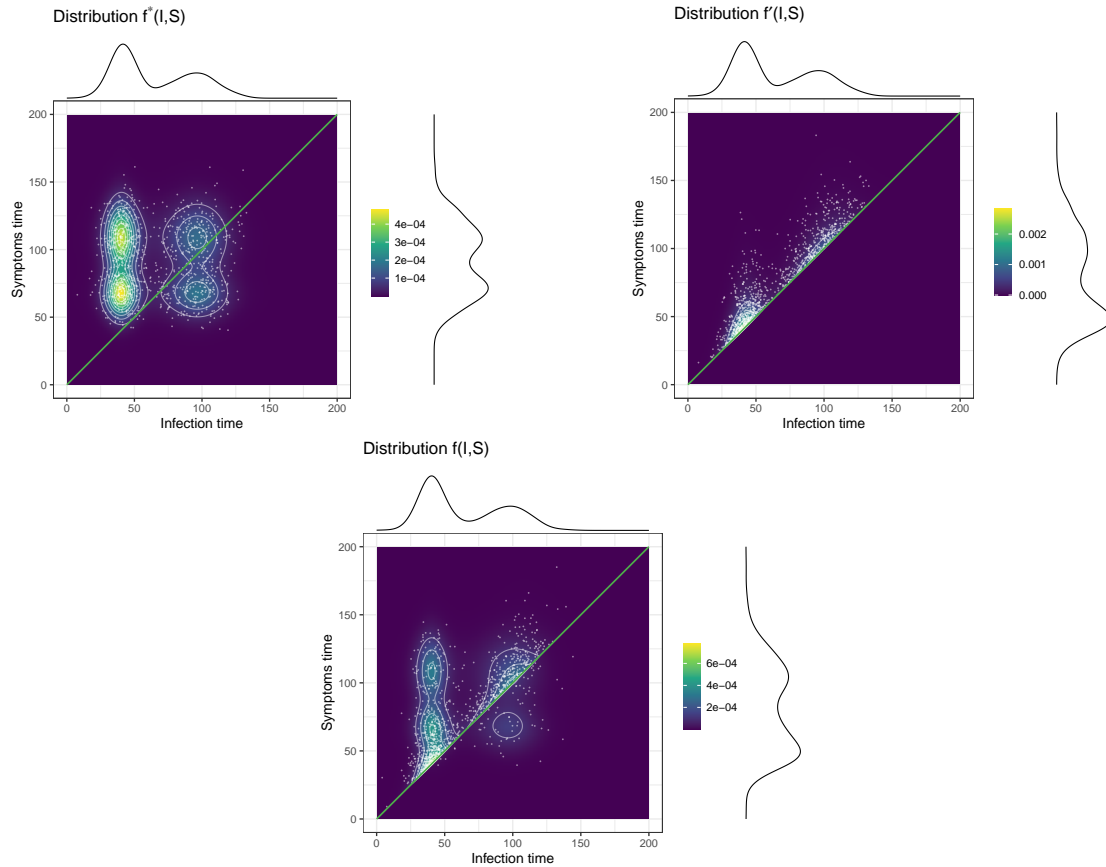 Distribution f*(I,S)
200
150
100
50
0
Symptoms time
0 50 100 150 200
Infection time
4e−04
3e−04
2e−04
1e−04
Distribution f′(I,S)
200
150
100
50
0
Symptoms time
0 50 100 150 200
Infection time
0.002
0.001
0.000
Distribution f(I,S)
200
150
100
50
0
Symptoms time
0 50 100 150 200
Infection time
6e−04
4e−04
2e−04